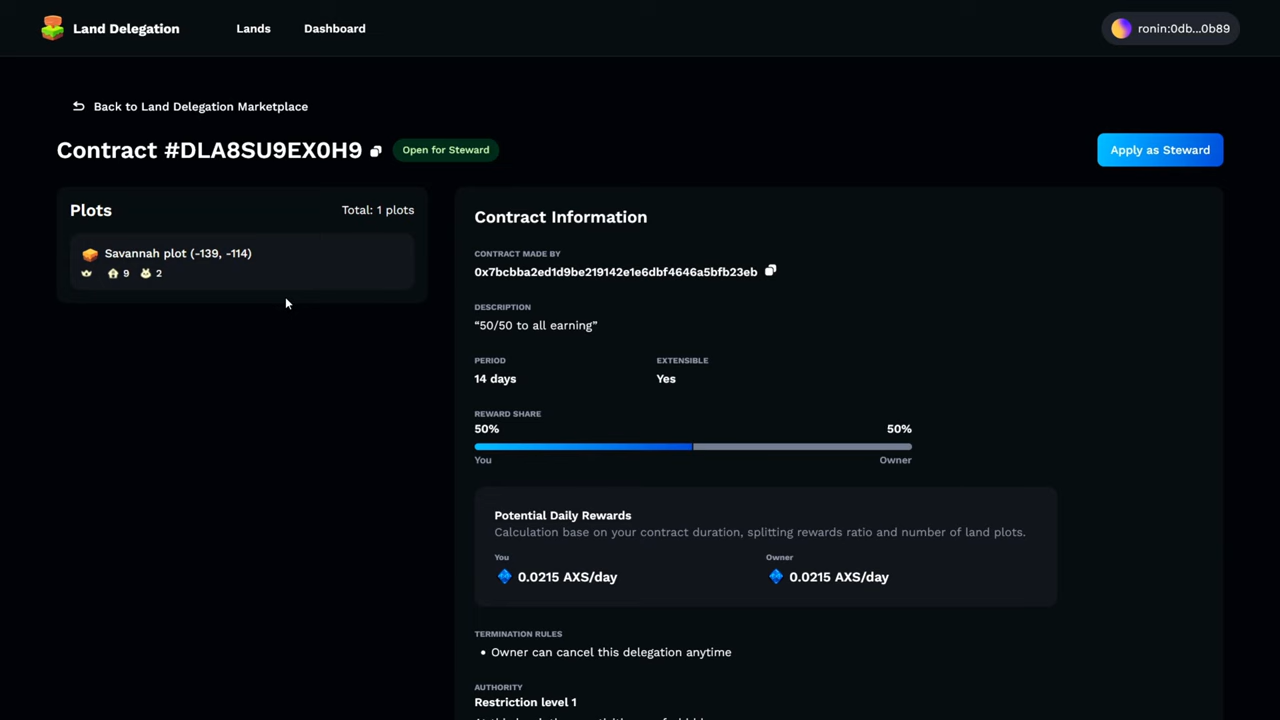 Land Delegation
Lands
Dashboard
ronin:0db...0b89
Back to Land Delegation Marketplace
Contract #DLA8SU9EX0H9
Open for Steward
Apply as Steward
Plots
Total: 1 plots
Savannah plot (-139, -114)
9
2
Contract Information
CONTRACT MADE BY
0x7bcbba2ed1d9be219142e1e6dbf4646a5bfb23eb
DESCRIPTION
“50/50 to all earning”
PERIOD
EXTENSIBLE
14 days
Yes
REWARD SHARE
50%
50%
You
Owner
Potential Daily Rewards
Calculation base on your contract duration, splitting rewards ratio and number of land plots.
You
Owner
0.0215 AXS/day
0.0215 AXS/day
TERMINATION RULES
• Owner can cancel this delegation anytime
AUTHORITY
Restriction level 1